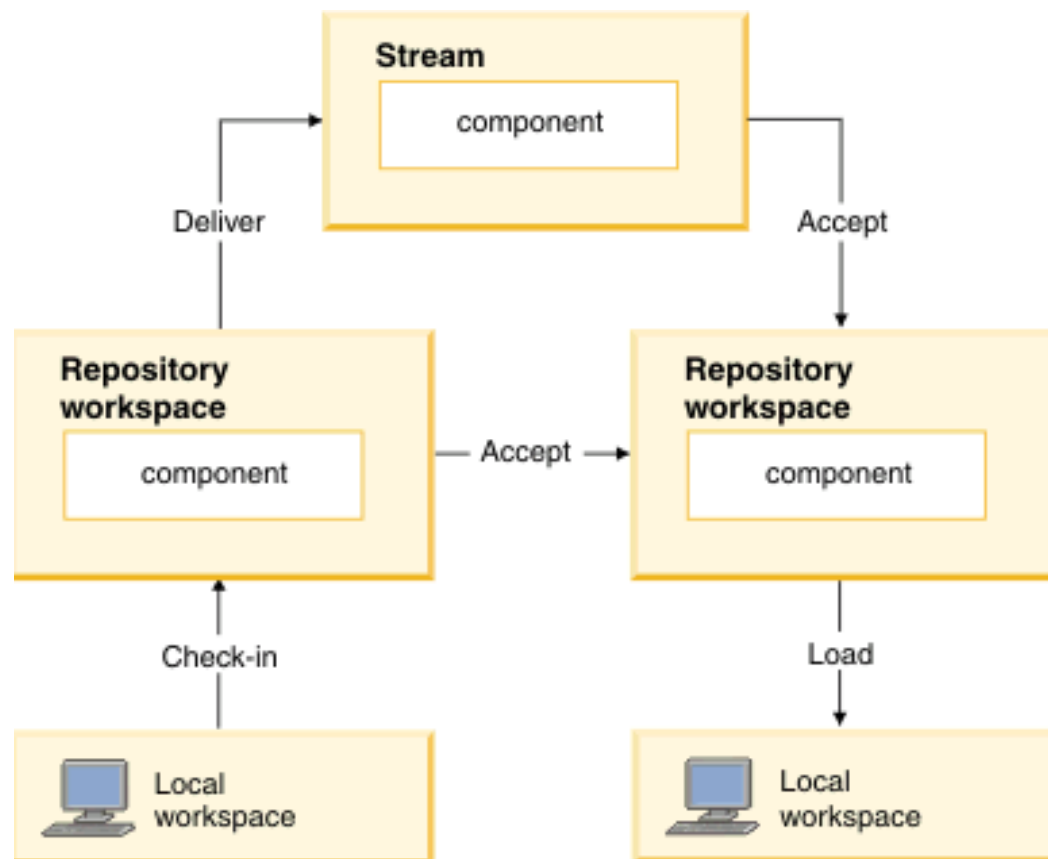 Stream
component
Deliver
Accept
Repository
workspace
component
Accept
Repository
workspace
component
Check-in
Load
Local
workspace
Local
workspace